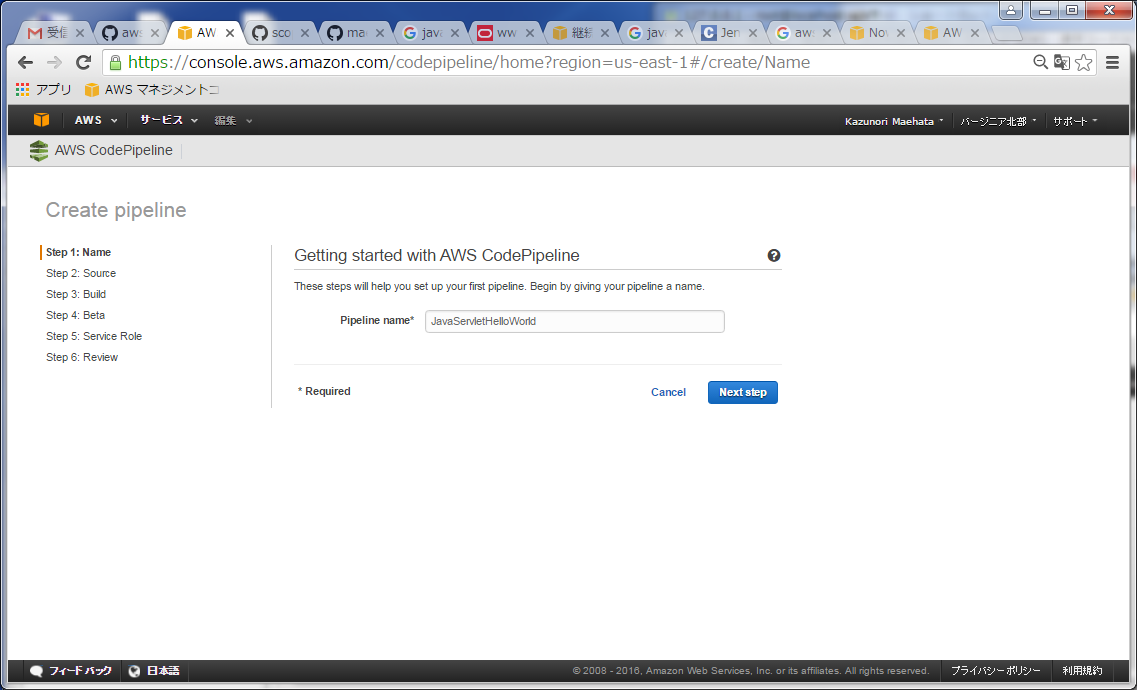 受信
aws
AW
sco
ma
java
ww
継続
jav
Jen
aws
Nov
AW
https://console.aws.amazon.com/codepipeline/home?region=us-east-1#/create/Name
アプリ
AWS マネジメントコ
AWS サービス 編集 Kazunori Maehata バージニア北部 サポート
AWS CodePipeline
Create pipeline
Step 1: Name
Step 2: Source
Step 3: Build
Step 4: Beta
Step 5: Service Role
Step 6: Review
Getting started with AWS CodePipeline
These steps will help you set up your first pipeline. Begin by giving your pipeline a name.
Pipeline name* JavaServletHelloWorld
* Required Cancel Next step
フィードバック 日本語 © 2008 - 2016, Amazon Web Services, Inc. or its affiliates. All rights reserved. プライバシーポリシー 利用規約